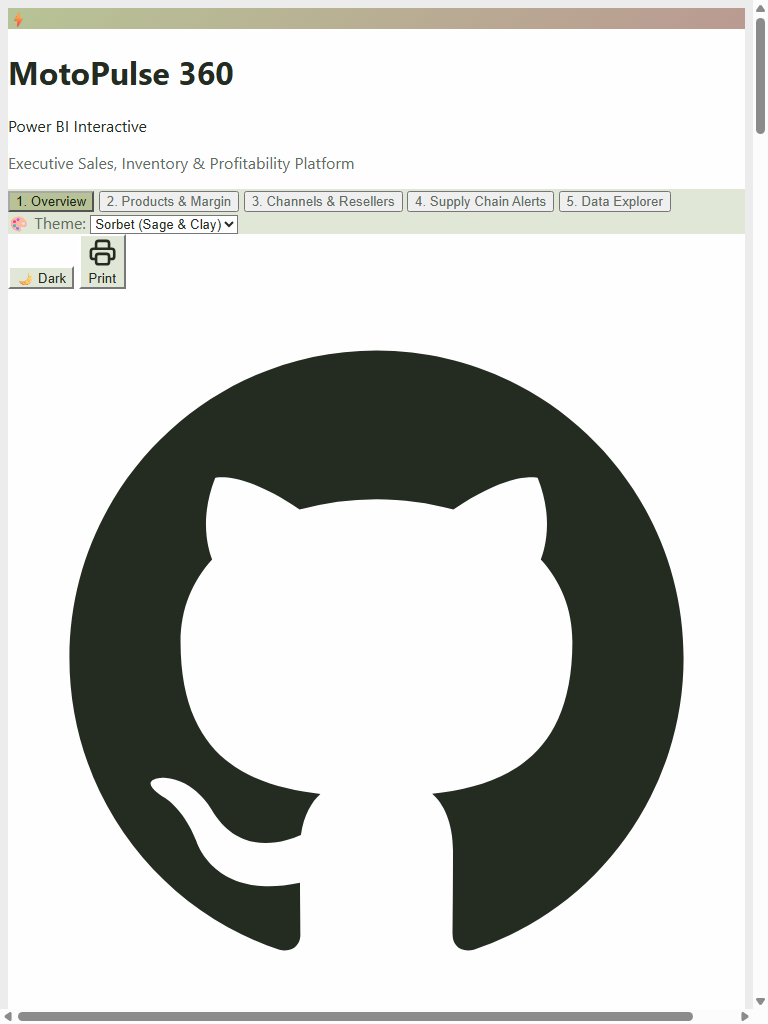 MotoPulse 360
Power BI Interactive
Executive Sales, Inventory & Profitability Platform
1. Overview 2. Products & Margin 3. Channels & Resellers 4. Supply Chain Alerts 5. Data Explorer
Theme: Sorbet (Sage & Clay)
Dark Print